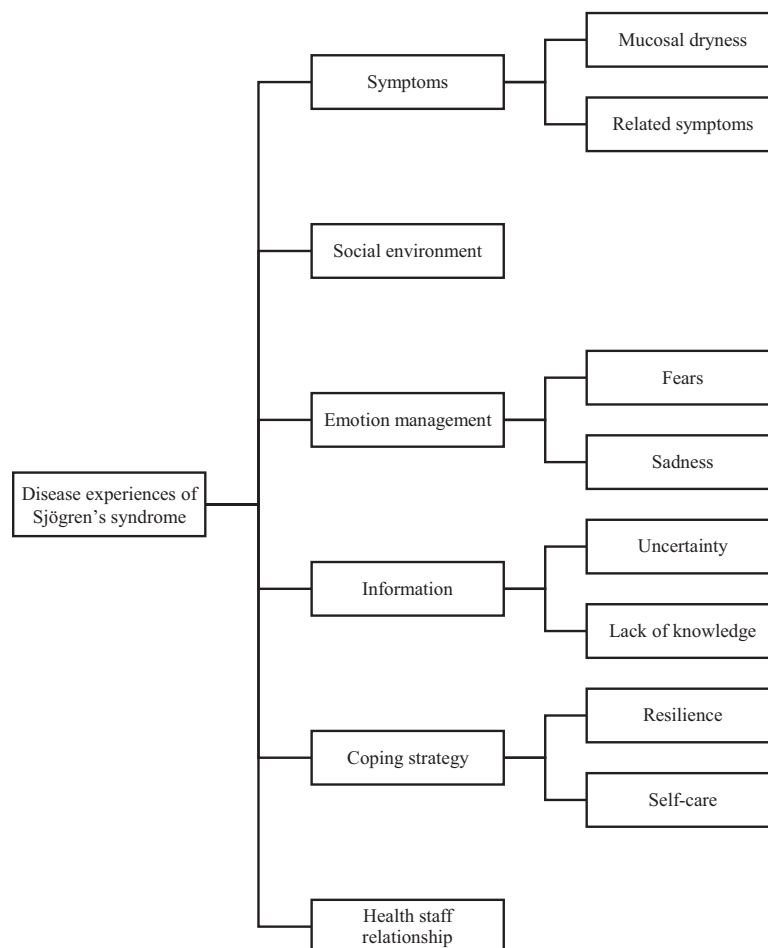 Mucosal dryness
Symptoms
Related symptoms
Social environment
Fears
Emotion management
Sadness
Disease experiences of
Sjögren’s syndrome
Uncertainty
Information
Lack of knowledge
Resilience
Coping strategy
Self-care
Health staff
relationship